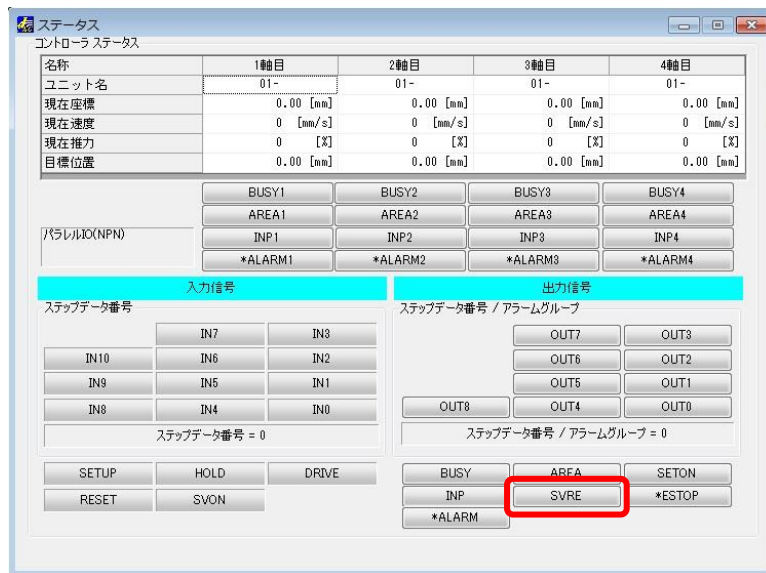 ステータス
コントローラ ステータス
名称 1軸目 2軸目 3軸目 4軸目
ユニット名 01- 01- 01- 01-
現在座標 0.00 [mm] 0.00 [mm] 0.00 [mm] 0.00 [mm]
現在速度 0 [mm/s] 0 [mm/s] 0 [mm/s] 0 [mm/s]
現在推力 0 [%] 0 [%] 0 [%] 0 [%]
目標位置 0.00 [mm] 0.00 [mm] 0.00 [mm] 0.00 [mm]
BUSY1 BUSY2 BUSY3 BUSY4
AREA1 AREA2 AREA3 AREA4
パラレルIO(NPN) INP1 INP2 INP3 INP4
*ALARM1 *ALARM2 *ALARM3 *ALARM4
入力信号 出力信号
ステップデータ番号 ステップデータ番号 / アラームグループ
IN7 IN3 OUT7 OUT3
IN10 IN6 IN2 OUT6 OUT2
IN9 IN5 IN1 OUT5 OUT1
IN8 IN4 IN0 OUT8 OUT4 OUT0
ステップデータ番号 = 0 ステップデータ番号 / アラームグループ = 0
SETUP HOLD DRIVE BUSY AREA SETON
RESET SVON INP SVRE *ESTOP
*ALARM